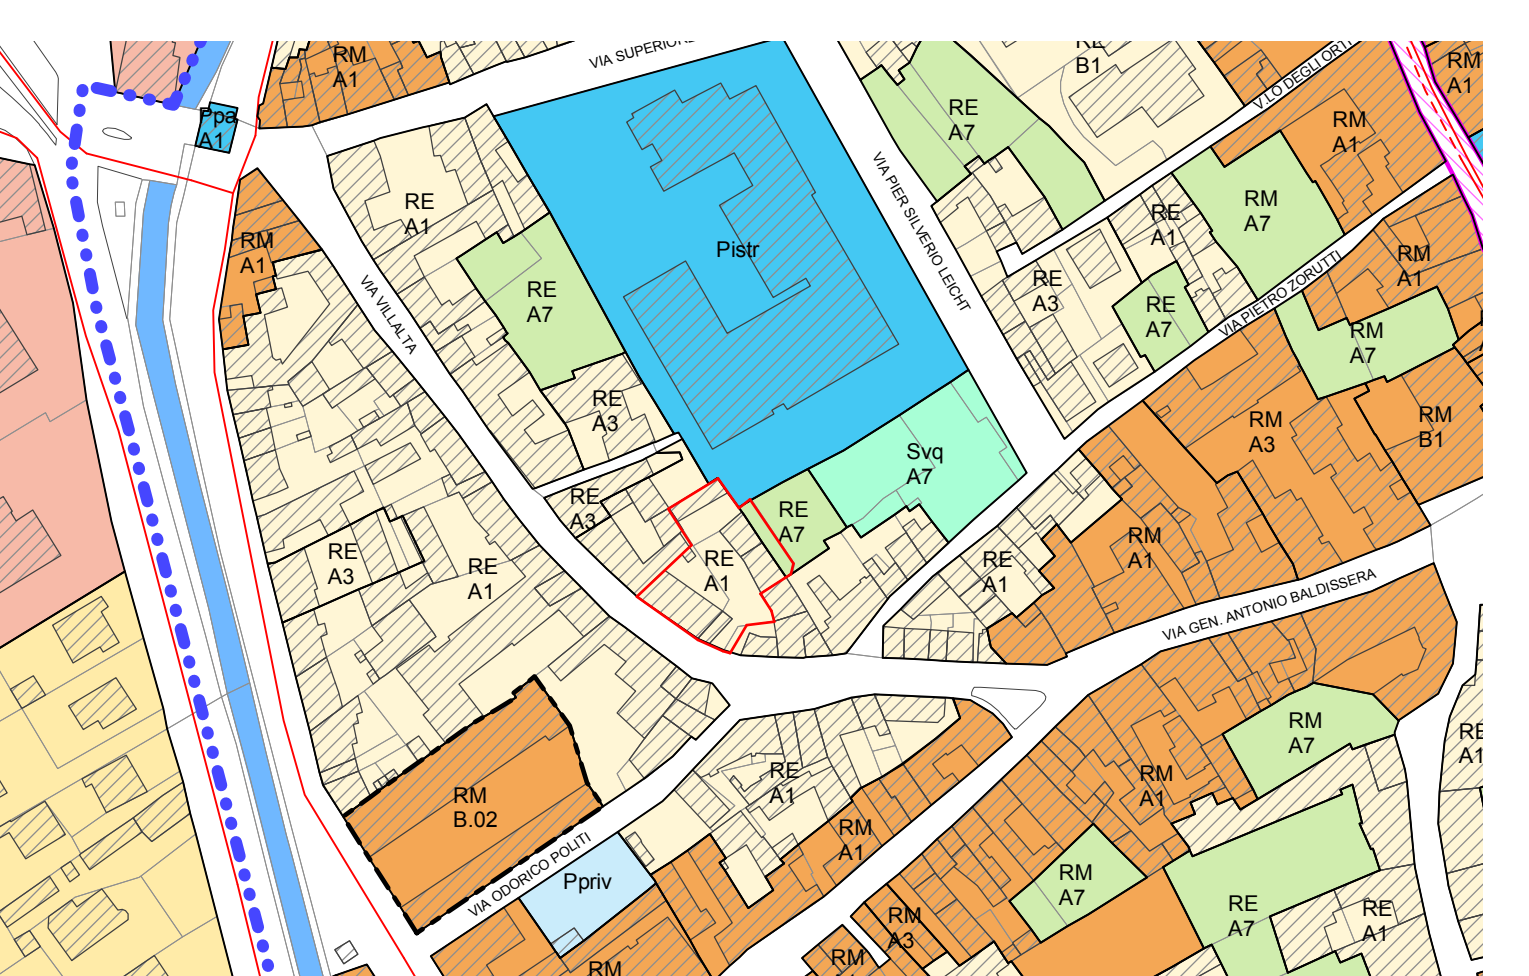 VIA SUPERIORE
RM
A1
RE
B1
V.LO DEGLI ORTI
RM
A1
Ppa
A1
RE
A7
RM
A1
VIA PIER SILVERIO LEICHT
RE
A1
RM
A1
RE
A1
RM
A7
Pistr
RM
A1
RE
A3
RE
A7
VIA VILLALTA
RE
A7
VIA PIETRO ZORUTTI
RM
A7
RE
A3
RM
A3
RM
B1
Svq
A7
RE
A3
RE
A7
RM
A1
RE
A3
RE
A1
RE
A1
RE
A1
VIA GEN. ANTONIO BALDISSERA
RM
A7
RE
A1
RE
A1
RM
A1
RM
B.02
RM
A1
VIA ODORICO POLITI
Ppriv
RM
A7
RM
A3
RE
A7
RE
A1
RM
RM